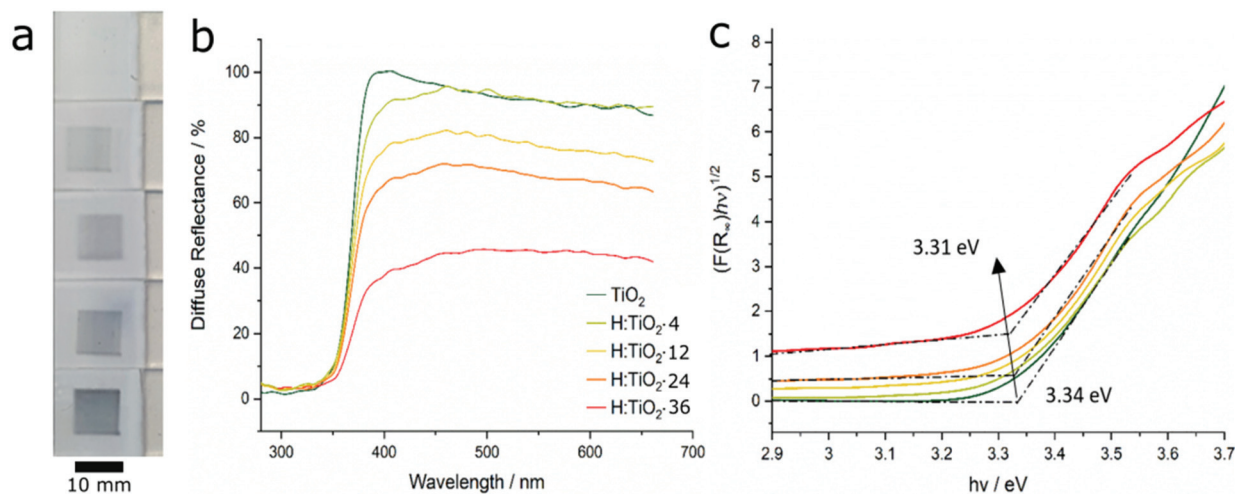 a
10 mm
b
Diffuse Reflectance / %
100
80
60
40
20
0
TiO₂
H:TiO₂·4
H:TiO₂·12
H:TiO₂·24
H:TiO₂·36
300 400 500 600 700
Wavelength / nm
c
(F(R∞)hν)^1/2
8
7
6
5
4
3
2
1
0
3.31 eV
3.34 eV
2.9 3.0 3.1 3.2 3.3 3.4 3.5 3.6 3.7
hν / eV